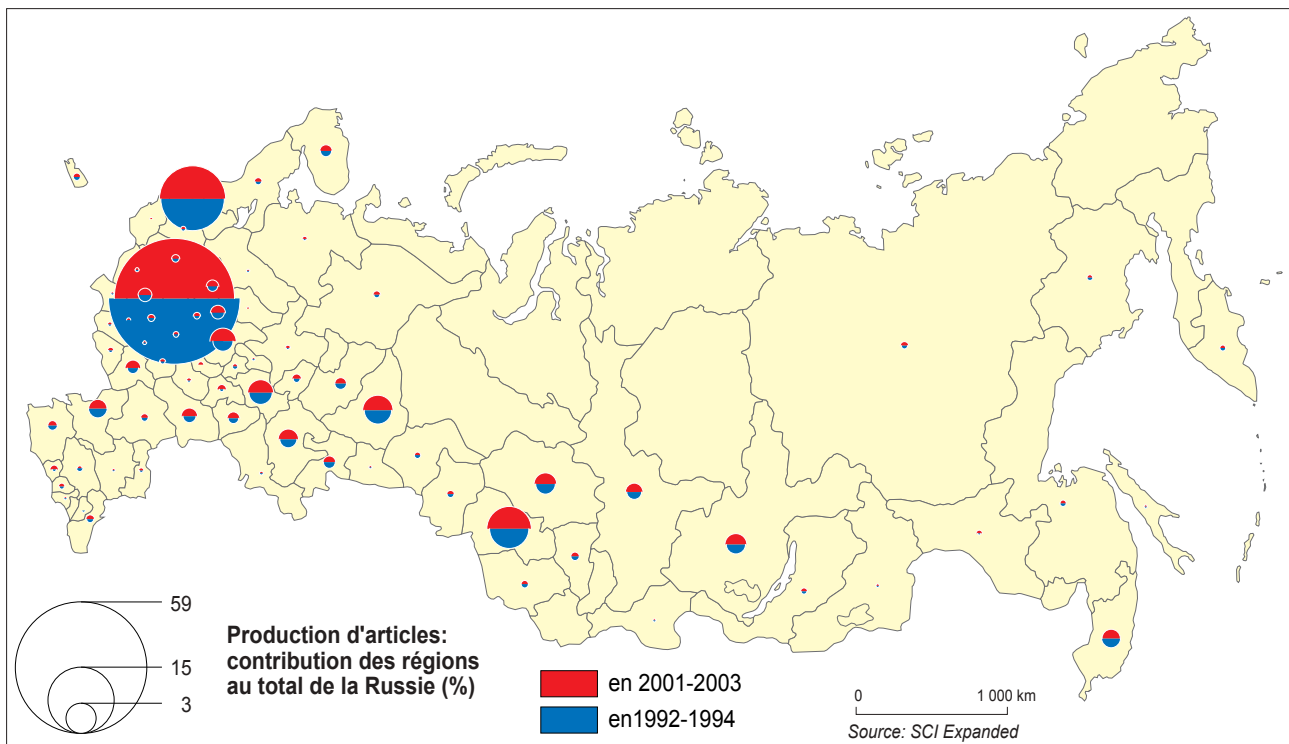 59
15
3
Production d'articles:
contribution des régions
au total de la Russie (%)
en 2001-2003
en1992-1994
0
1 000 km
Source: SCI Expanded